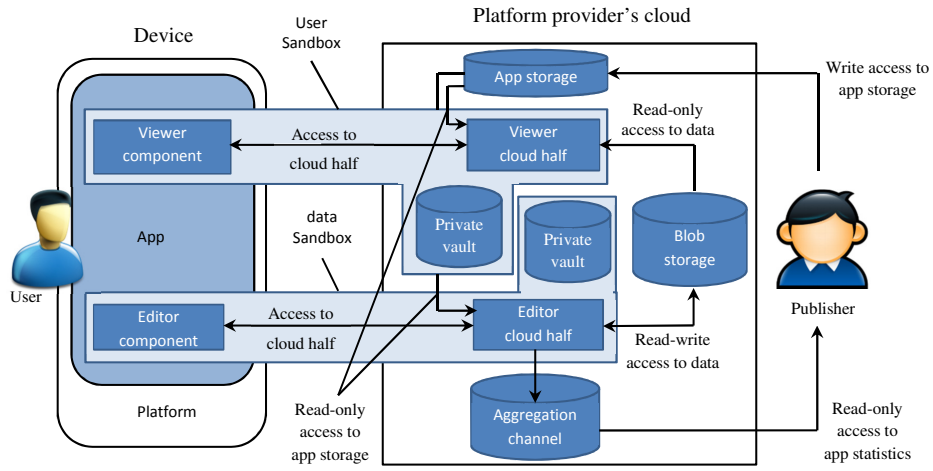 Platform provider's cloud
User
Sandbox
Device
App storage
Write access to
app storage
Read-only
access to data
Viewer
component
Access to
cloud half
Viewer
cloud half
data
Sandbox
Private
vault
Private
vault
App
Blob
storage
User
Publisher
Editor
component
Access to
cloud half
Editor
cloud half
Read-write
access to data
Platform
Read-only
access to
app storage
Aggregation
channel
Read-only
access to
app statistics